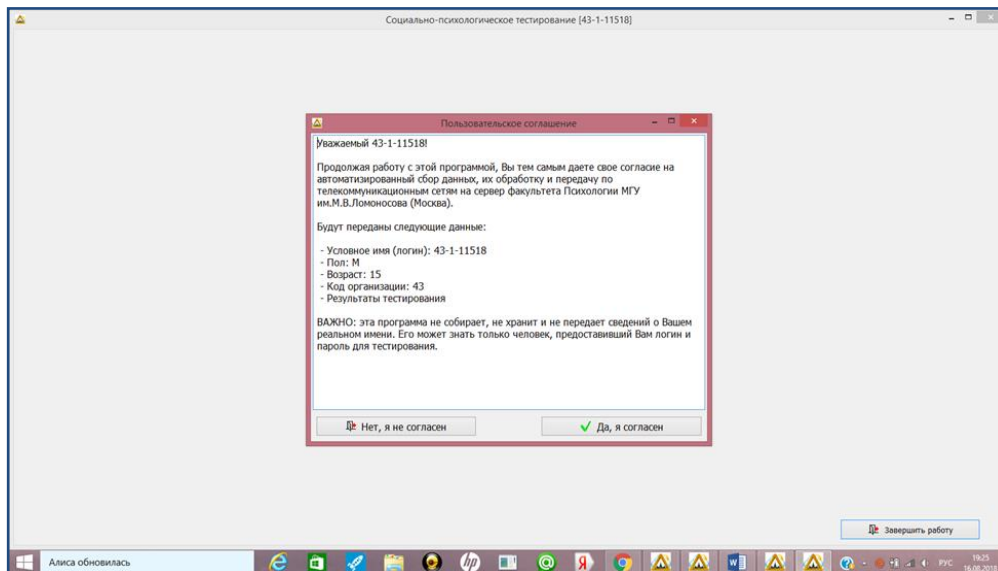 Социально-психологическое тестирование [43-1-11518]
Пользовательское соглашение
Уважаемый 43-1-11518!
Продолжая работу с этой программой, Вы тем самым даете свое согласие на
автоматизированный сбор данных, их обработку и передачу по
телекоммуникационным сетям на сервер факультета Психологии МГУ
им.М.В.Ломоносова (Москва).
Будут переданы следующие данные:
- Условное имя (логин): 43-1-11518
- Пол: М
- Возраст: 15
- Код организации: 43
- Результаты тестирования
ВАЖНО: эта программа не собирает, не хранит и не передает сведений о Вашем
реальном имени. Его может знать только человек, предоставивший Вам логин и
пароль для тестирования.
Нет, я не согласен
Да, я согласен
Завершить работу
Алиса обновилась
РУС
19:25
16.08.2018